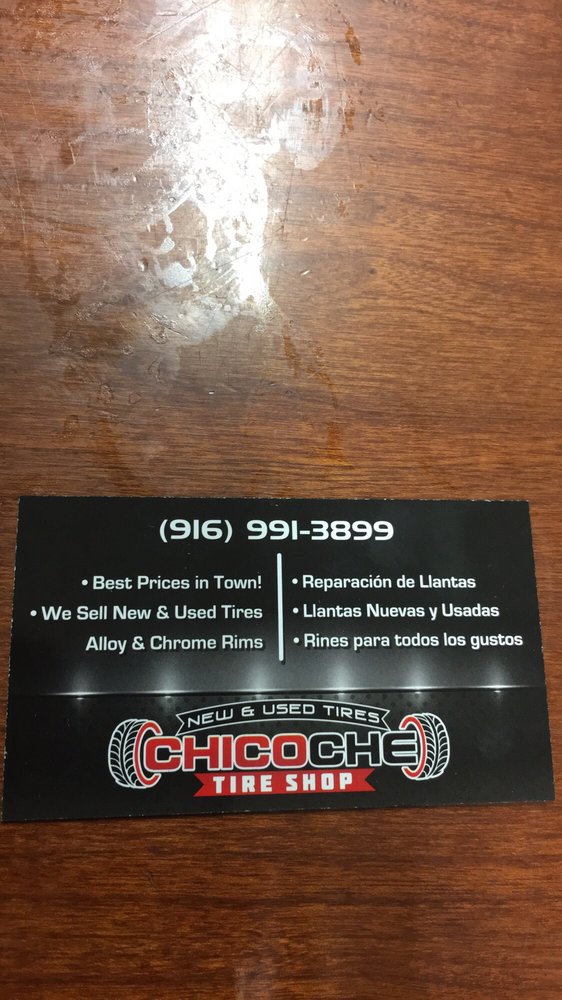 (916) 991-3899
• Best Prices in Town!
• We Sell New & Used Tires
Alloy & Chrome Rims
• Reparación de Llantas
• Llantas Nuevas y Usadas
• Rines para todos los gustos
NEW & USED TIRES
CHICOCHE
TIRE SHOP